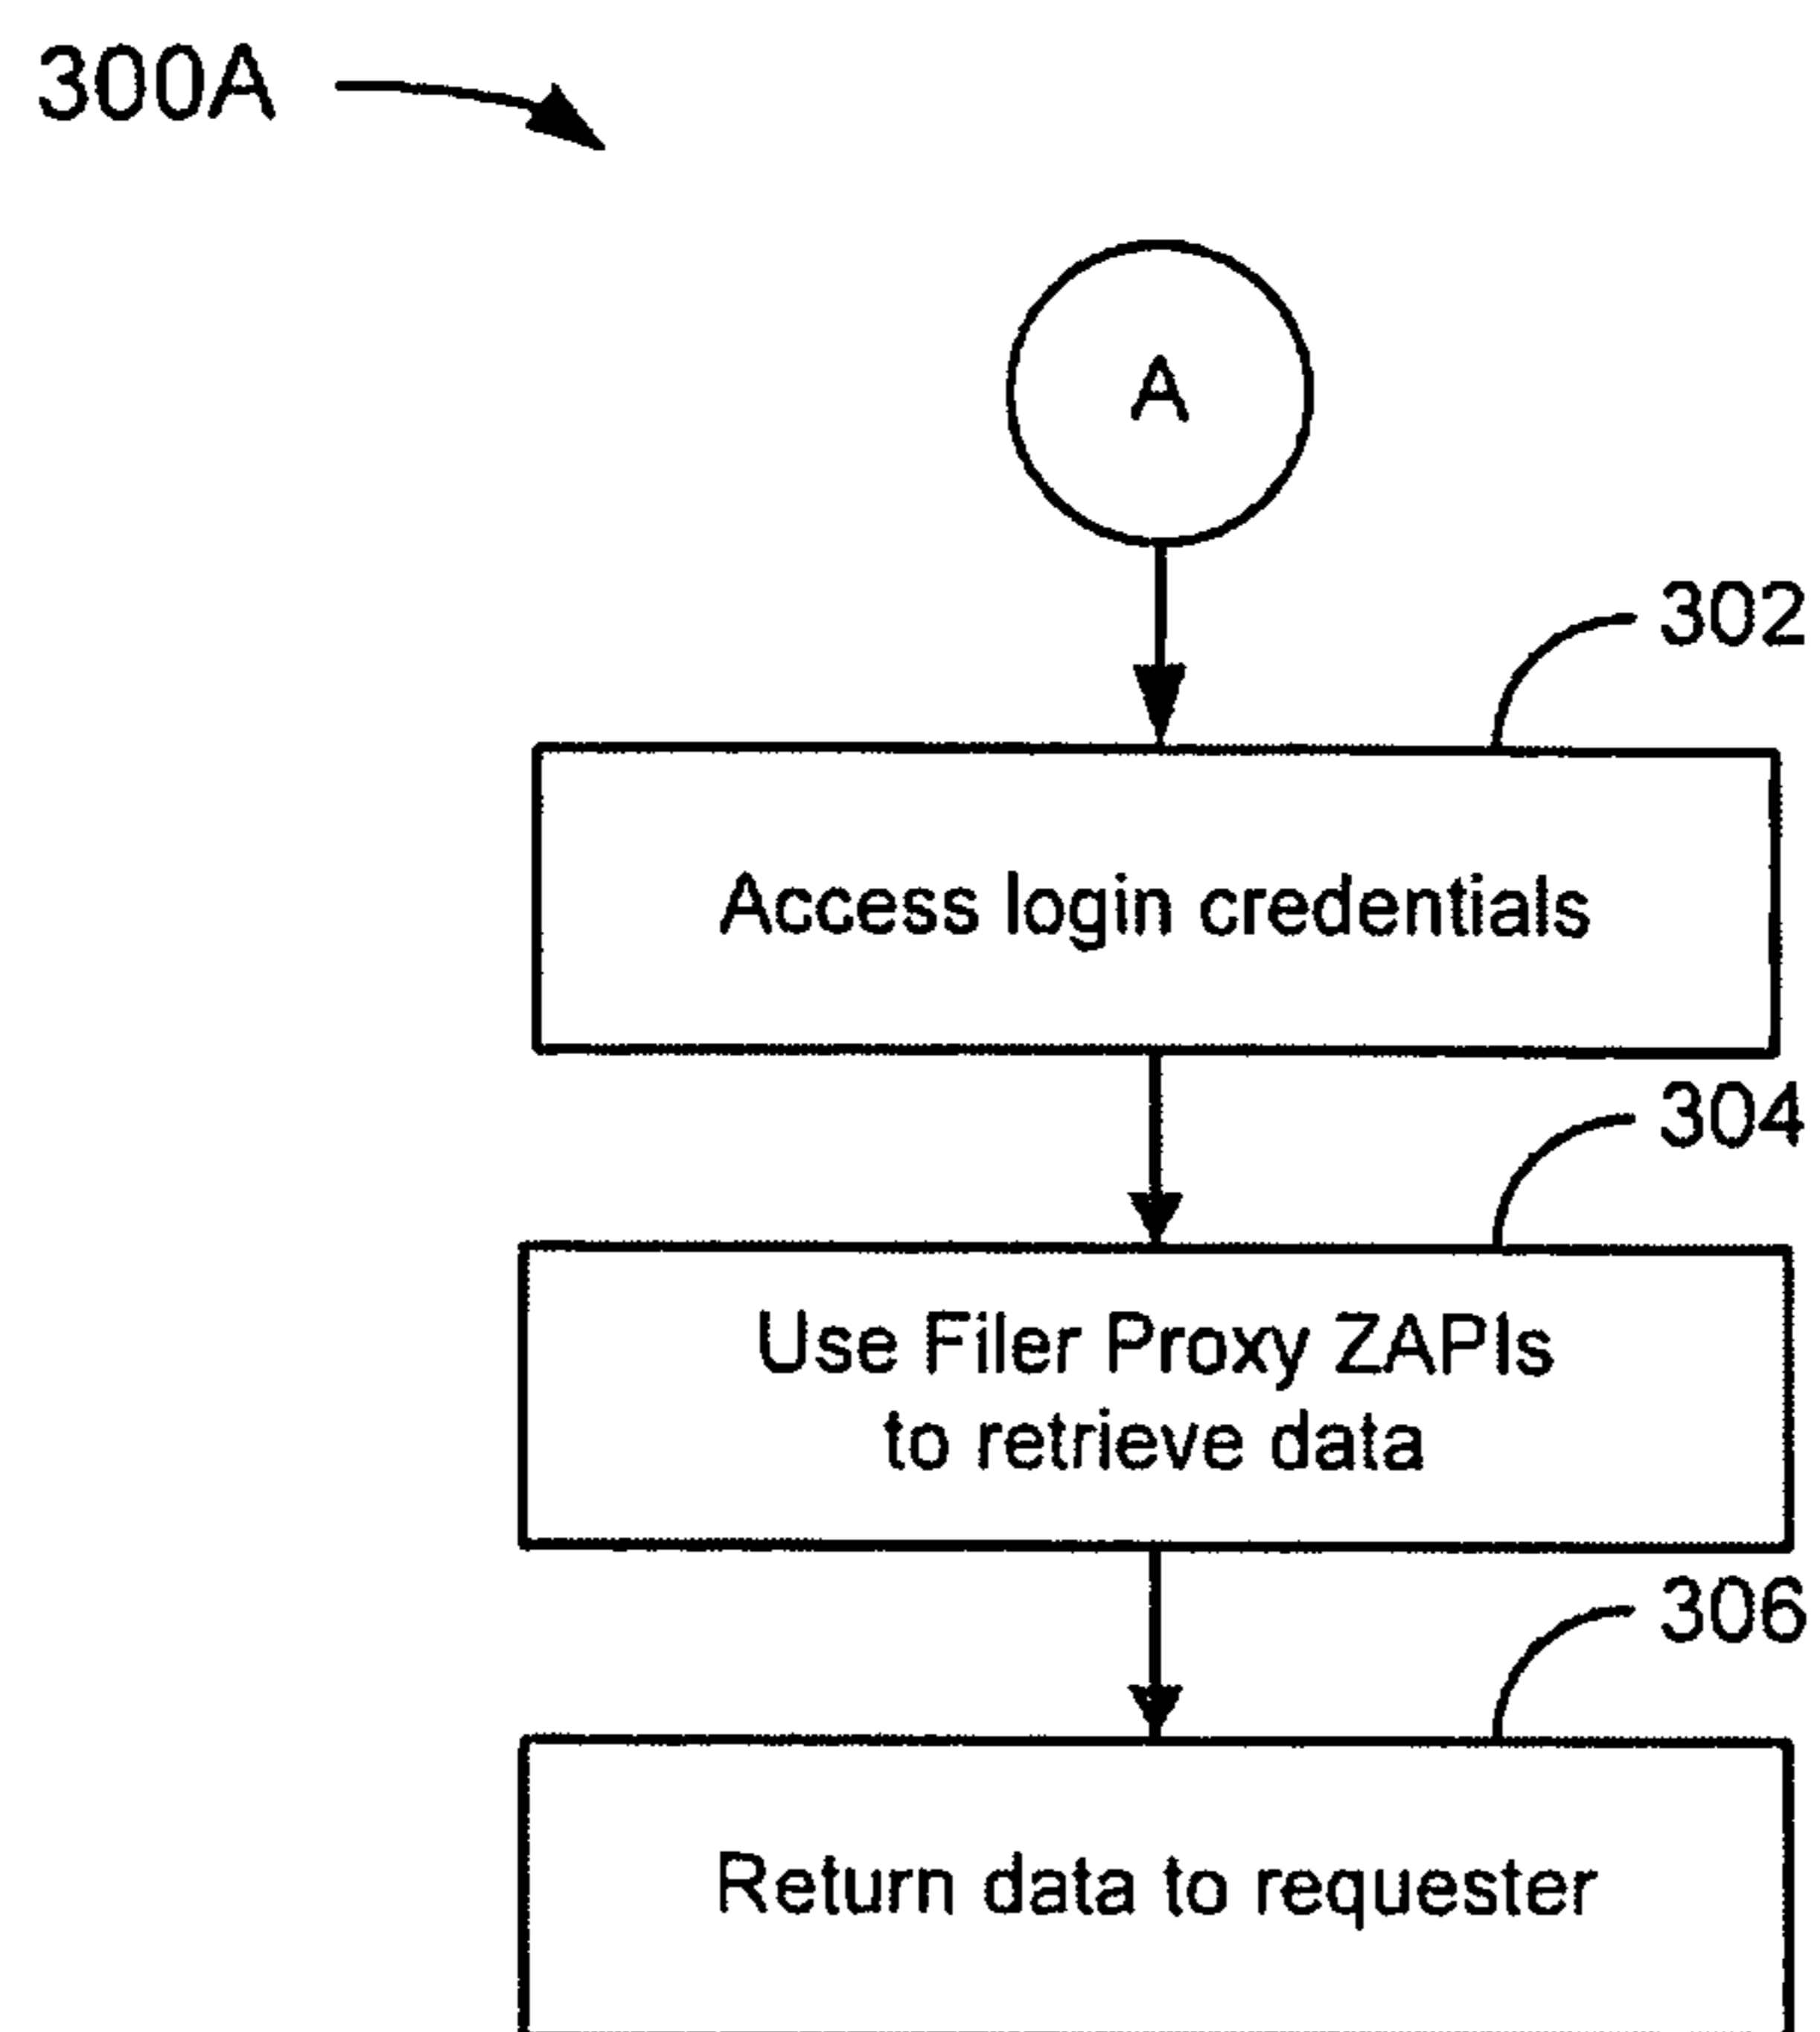 300A
A
302
Access login credentials
304
Use Filer Proxy ZAPIs
to retrieve data
306
Return data to requester